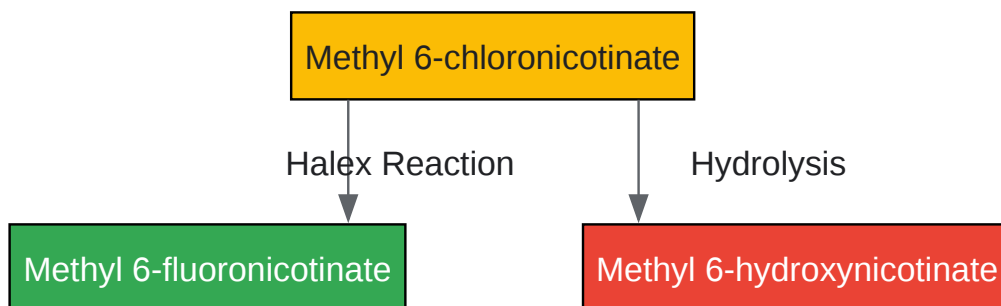 Methyl 6-chloronicotinate
Halex Reaction
Hydrolysis
Methyl 6-fluoronicotinate
Methyl 6-hydroxynicotinate